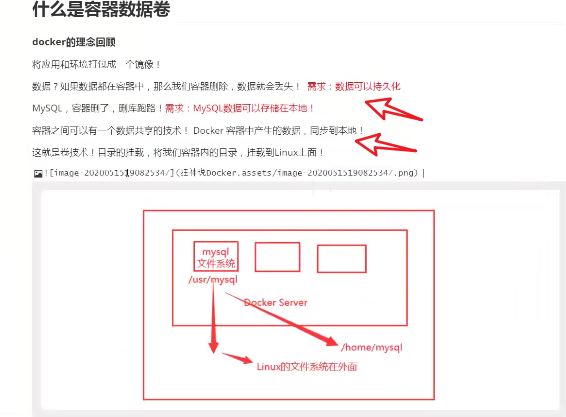 什么是容器数据卷
docker的理念回顾
将应用和环境打包成一个镜像！
数据？如果数据都在容器中，那么我们容器删除，数据就会丢失！ 需求：数据可以持久化
MySQL，容器删了，删库跑路！需求：MySQL数据可以存储在本地！
容器之间可以有一个数据共享的技术！ Docker 容器中产生的数据，同步到本地！
这就是卷技术！目录的挂载，将我们容器内的目录，挂载到Linux上面！
![image-20200515190825​34/](狂神说Docker.assets/image-2020051519082534/.png)
mysql
文件系统
/usr/mysql
Docker Server
/home/mysql
Linux的文件系统在外面